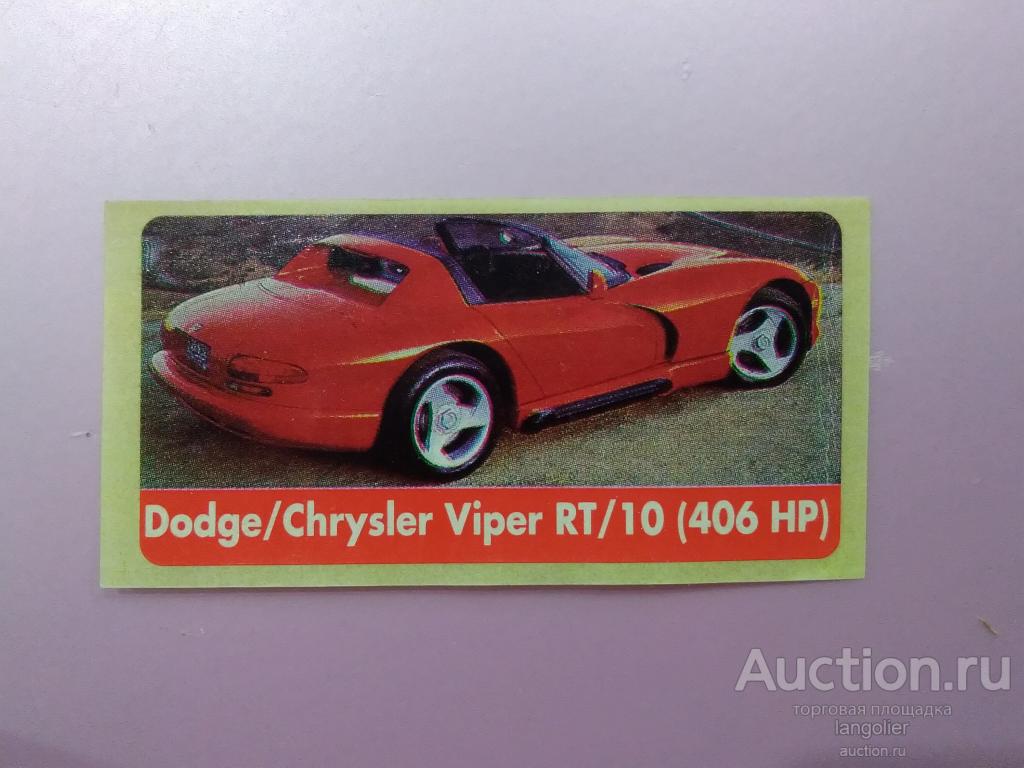 Dodge/Chrysler Viper RT/10 (406 HP)
Auction.ru
торговая площадка
langolier
auction.ru